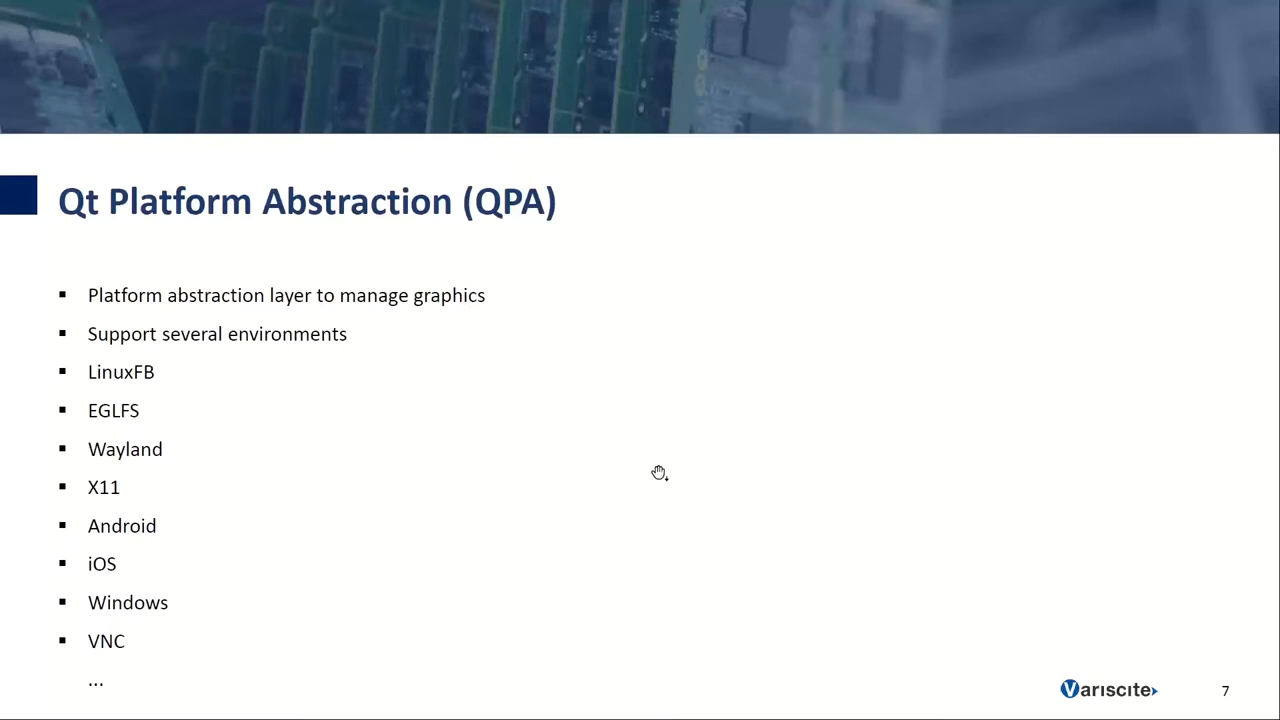 Qt Platform Abstraction (QPA)
▪ Platform abstraction layer to manage graphics
▪ Support several environments
▪ LinuxFB
▪ EGLFS
▪ Wayland
▪ X11
▪ Android
▪ iOS
▪ Windows
▪ VNC
...
Variscite
7